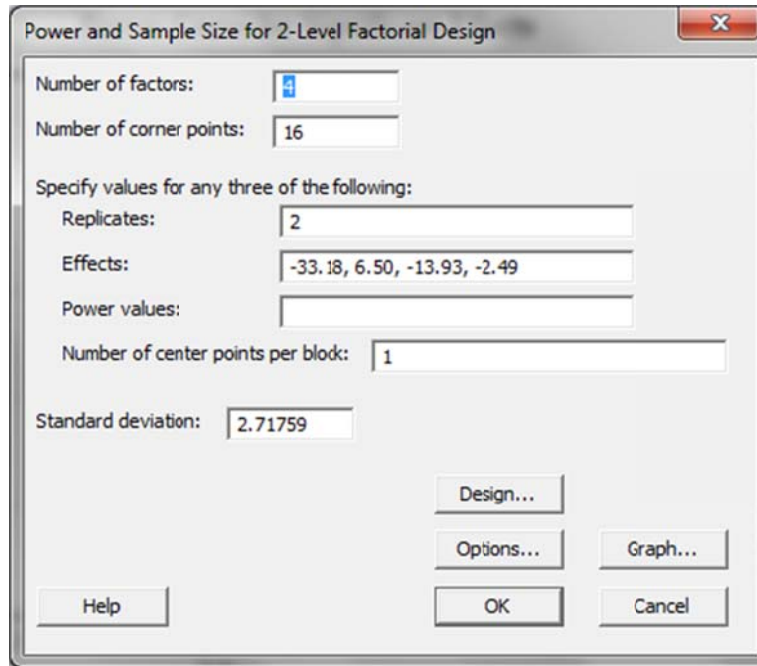 Power and Sample Size for 2-Level Factorial Design
Number of factors: 4
Number of corner points: 16
Specify values for any three of the following:
Replicates: 2
Effects: -33.18, 6.50, -13.93, -2.49
Power values:
Number of center points per block: 1
Standard deviation: 2.71759
Design...
Options... Graph...
Help OK Cancel